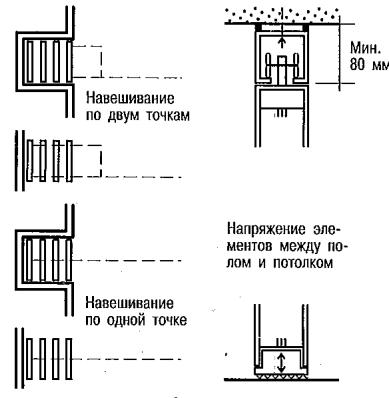 Навешивание
по двум точкам
Мин.
80 мм
Навешивание
по одной точке
Напряжение эле-
ментов между по-
лом и потолком